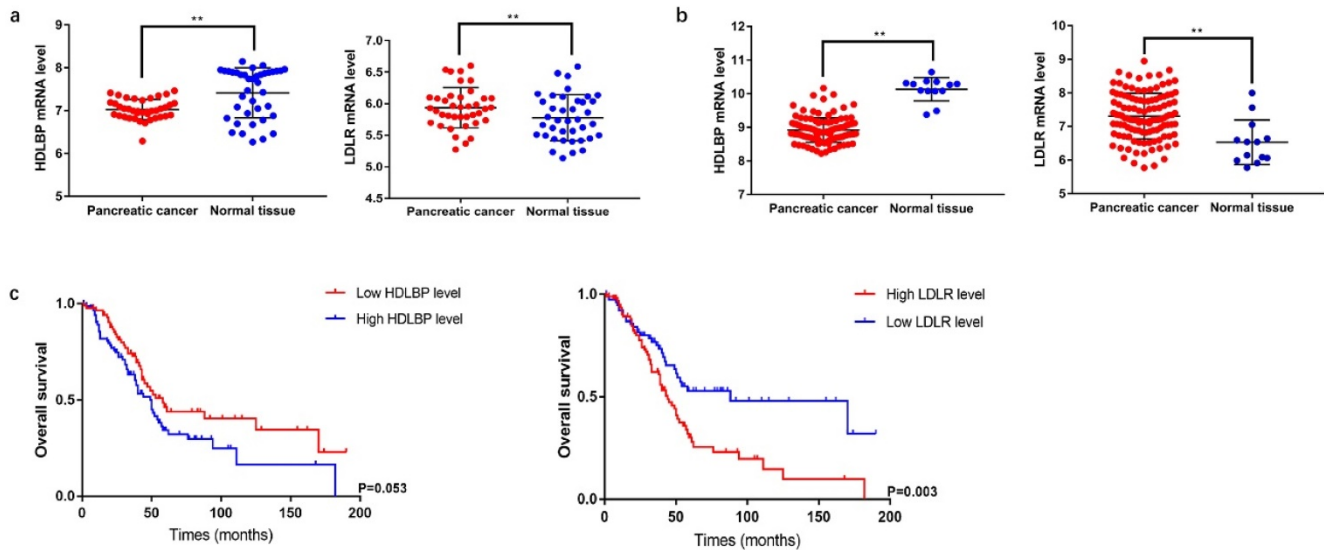 a
**
HDLBP mRNA level
9
8
7
6
5
Pancreatic cancer
Normal tissue
**
LDLR mRNA level
7.0
6.5
6.0
5.5
5.0
4.5
Pancreatic cancer
Normal tissue
b
**
HDLBP mRNA level
12
11
10
9
8
7
Pancreatic cancer
Normal tissue
**
LDLR mRNA level
10
9
8
7
6
5
Pancreatic cancer
Normal tissue
c
Low HDLBP level
High HDLBP level
Overall survival
1.0
0.5
0.0
0
50
100
150
200
P=0.053
Times (months)
High LDLR level
Low LDLR level
Overall survival
1.0
0.5
0.0
0
50
100
150
200
P=0.003
Times (months)